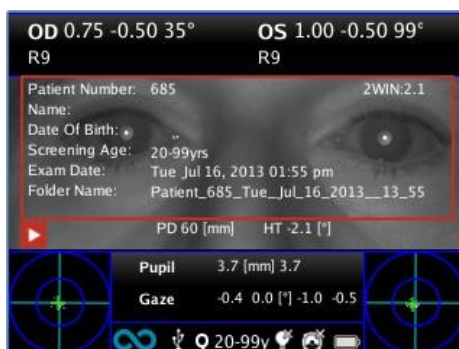 OD 0.75 -0.50 35° OS 1.00 -0.50 99°
R9 R9
Patient Number: 685 2WIN:2.1
Name:
Date Of Birth:
Screening Age: 20-99yrs
Exam Date: Tue Jul 16, 2013 01:55 pm
Folder Name: Patient_685_Tue_Jul_16_2013__13_55
PD 60 [mm] HT -2.1 [°]
Pupil 3.7 [mm] 3.7
Gaze -0.4 0.0 [°] -1.0 -0.5
20-99y